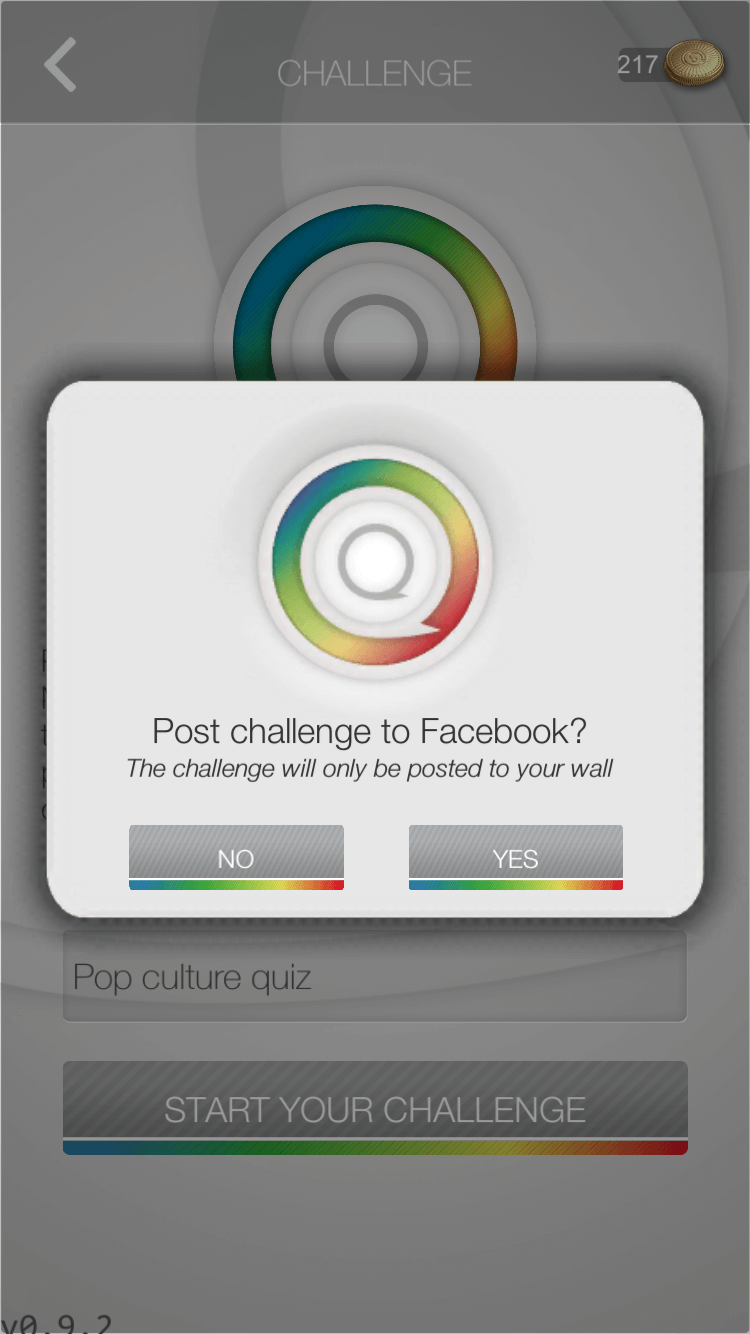 CHALLENGE
217
Post challenge to Facebook?
The challenge will only be posted to your wall
NO
YES
Pop culture quiz
START YOUR CHALLENGE
v0.9.2